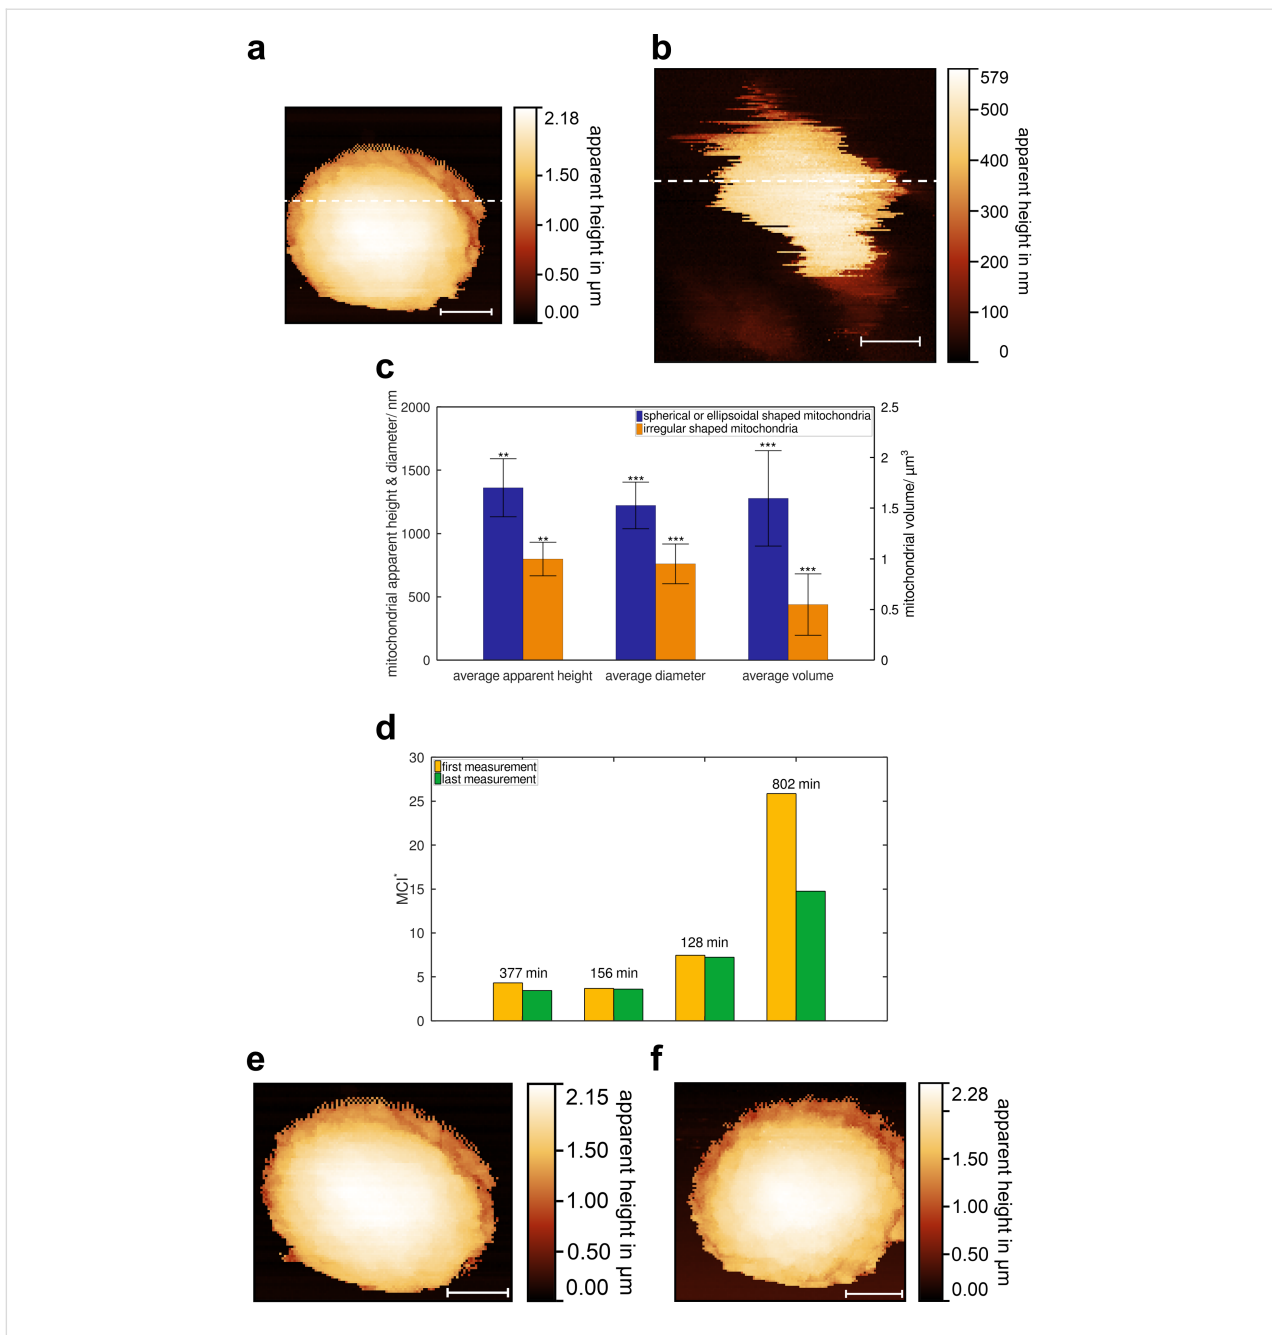 a
2.18
1.50
1.00
0.50
0.00
apparent height in µm
b
579
500
400
300
200
100
0
apparent height in nm
c
mitochondrial apparent height & diameter/ nm
2000
1500
1000
500
0
spherical or ellipsoidal shaped mitochondria
irregular shaped mitochondria
** ** *** *** *** ***
2.5
2
1.5
1
0.5
0
mitochondrial volume/ µm³
average apparent height average diameter average volume
d
MCI*
30
25
20
15
10
5
0
first measurement
last measurement
377 min 156 min 128 min 802 min
e
2.15
1.50
1.00
0.50
0.00
apparent height in µm
f
2.28
1.50
1.00
0.50
0.00
apparent height in µm